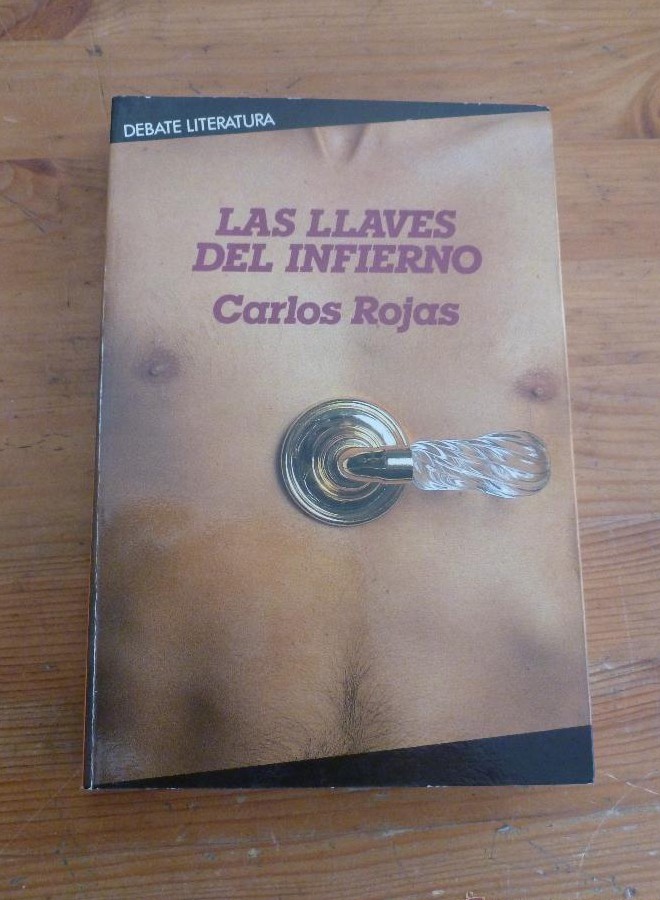 DEBATE LITERATURA
LAS LLAVES
DEL INFIERNO
Carlos Rojas